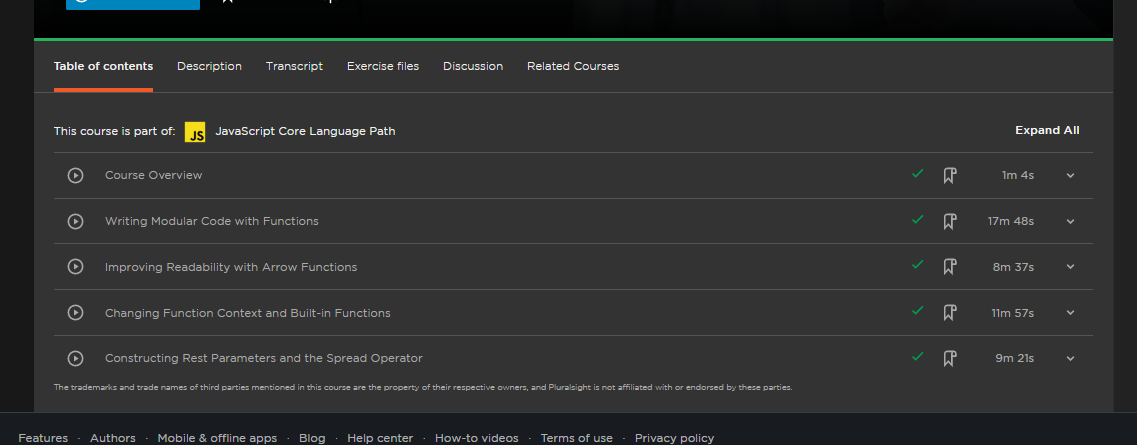 Table of contents Description Transcript Exercise files Discussion Related Courses
This course is part of: JS JavaScript Core Language Path Expand All
Course Overview 1m 4s
Writing Modular Code with Functions 17m 48s
Improving Readability with Arrow Functions 8m 37s
Changing Function Context and Built-in Functions 11m 57s
Constructing Rest Parameters and the Spread Operator 9m 21s
The trademarks and trade names of third parties mentioned in this course are the property of their respective owners, and Pluralsight is not affiliated with or endorsed by these parties.
Features · Authors · Mobile & offline apps · Blog · Help center · How-to videos · Terms of use · Privacy policy